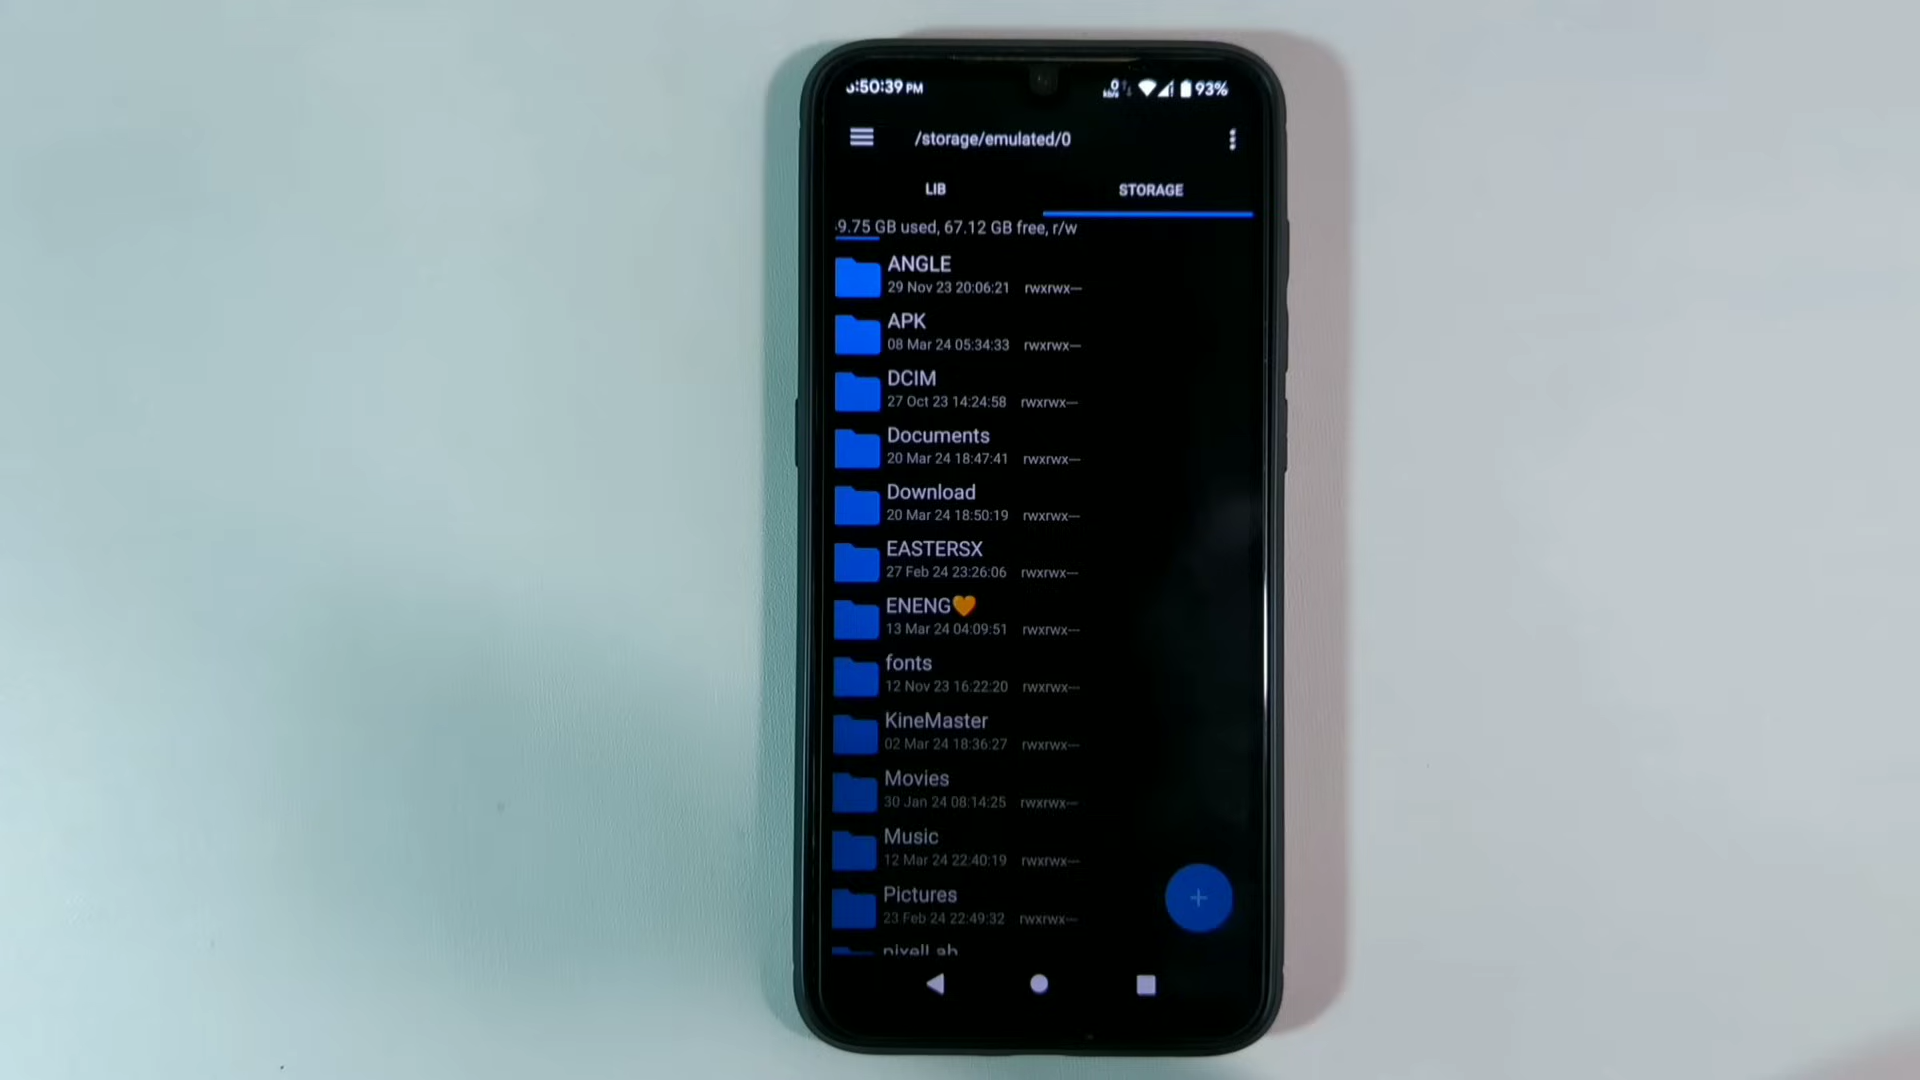 :50:39 PM 93%
/storage/emulated/0
LIB STORAGE
9.75 GB used, 67.12 GB free, r/w
ANGLE
29 Nov 23 20:06:21 rwxrwx---
APK
08 Mar 24 05:34:33 rwxrwx---
DCIM
27 Oct 23 14:24:58 rwxrwx---
Documents
20 Mar 24 18:47:41 rwxrwx---
Download
20 Mar 24 18:50:19 rwxrwx---
EASTERSX
27 Feb 24 23:26:06 rwxrwx---
ENENG🧡
13 Mar 24 04:09:51 rwxrwx---
fonts
12 Nov 23 16:22:20 rwxrwx---
KineMaster
02 Mar 24 18:36:27 rwxrwx---
Movies
30 Jan 24 08:14:25 rwxrwx---
Music
12 Mar 24 22:40:19 rwxrwx---
Pictures
23 Feb 24 22:49:32 rwxrwx---
pixelLab